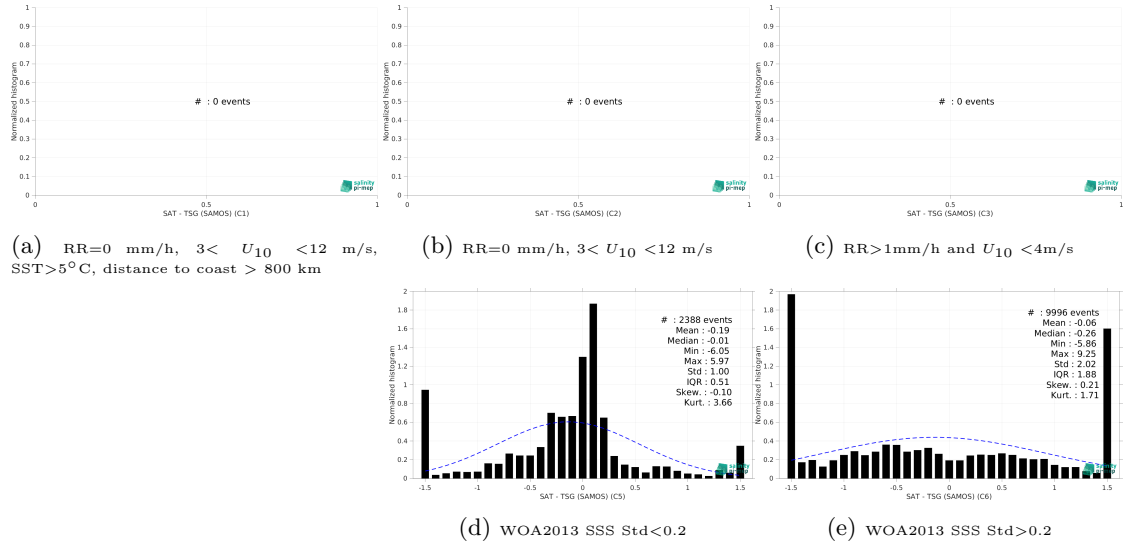 1
0.9
0.8
0.7
0.6
0.5
0.4
0.3
0.2
0.1
0
Normalized histogram
# : 0 events
salinity
pi-mep
0 0.5 1
SAT - TSG (SAMOS) (C1)
1
0.9
0.8
0.7
0.6
0.5
0.4
0.3
0.2
0.1
0
Normalized histogram
# : 0 events
salinity
pi-mep
0 0.5 1
SAT - TSG (SAMOS) (C2)
1
0.9
0.8
0.7
0.6
0.5
0.4
0.3
0.2
0.1
0
Normalized histogram
# : 0 events
salinity
pi-mep
0 0.5 1
SAT - TSG (SAMOS) (C3)
(a) RR=0 mm/h, 3< U10 <12 m/s,
SST>5°C, distance to coast > 800 km
(b) RR=0 mm/h, 3< U10 <12 m/s
(c) RR>1mm/h and U10 <4m/s
2
1.8
1.6
1.4
1.2
1
0.8
0.6
0.4
0.2
0
Normalized histogram
# : 2388 events
Mean : -0.19
Median : -0.01
Min : -6.05
Max : 5.97
Std : 1.00
IQR : 0.51
Skew. : -0.10
Kurt. : 3.66
salinity
pi-mep
-1.5 -1 -0.5 0 0.5 1 1.5
SAT - TSG (SAMOS) (C5)
2
1.8
1.6
1.4
1.2
1
0.8
0.6
0.4
0.2
0
Normalized histogram
# : 9996 events
Mean : -0.06
Median : -0.26
Min : -5.86
Max : 9.25
Std : 2.02
IQR : 1.88
Skew. : 0.21
Kurt. : 1.71
salinity
pi-mep
-1.5 -1 -0.5 0 0.5 1 1.5
SAT - TSG (SAMOS) (C6)
(d) WOA2013 SSS Std<0.2
(e) WOA2013 SSS Std>0.2